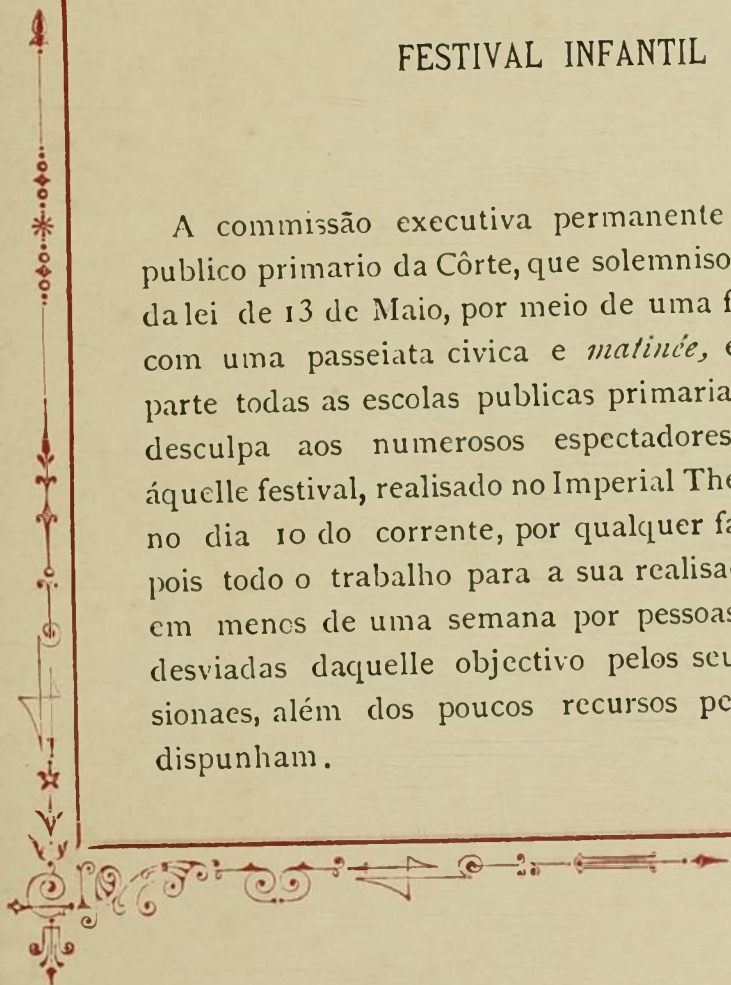 FESTIVAL INFANTIL
A commissão executiva permanente
publico primario da Côrte, que solemniso
da lei de 13 de Maio, por meio de uma f
com uma passeiata civica e matinée, e
parte todas as escolas publicas primaria
desculpa aos numerosos espectadores
áquelle festival, realisado no Imperial The
no dia 10 do corrente, por qualquer fa
pois todo o trabalho para a sua realisa
em menos de uma semana por pessoas
desviadas daquelle objectivo pelos seu
sionaes, além dos poucos recursos pe
dispunham.